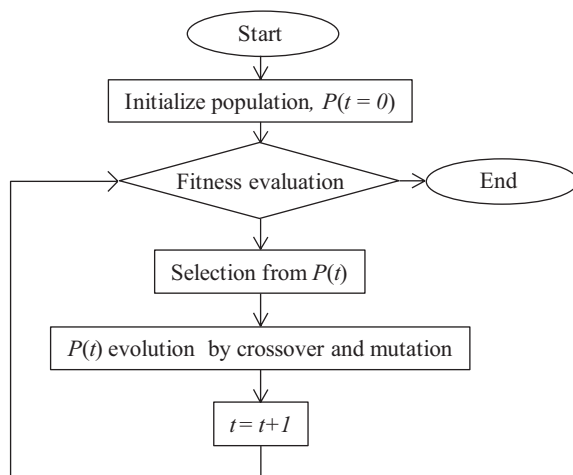 Start
Initialize population, P(t = 0)
Fitness evaluation
End
Selection from P(t)
P(t) evolution by crossover and mutation
t = t+1